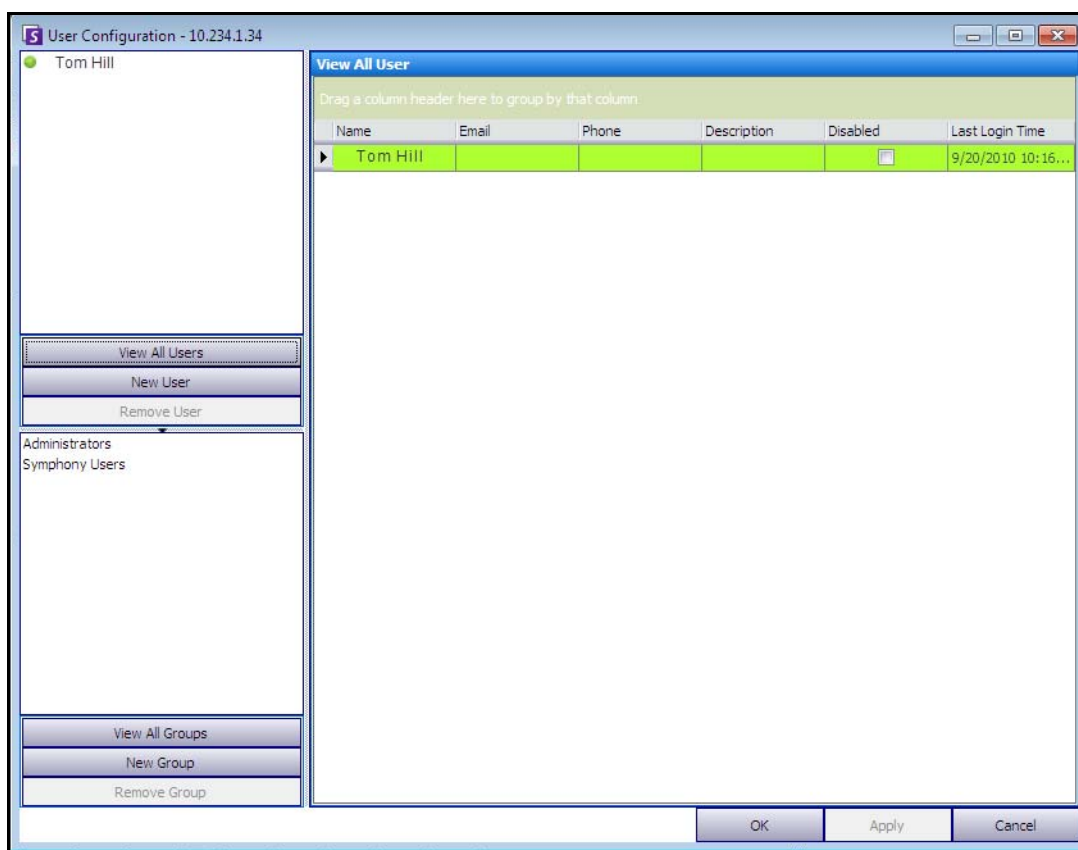 User Configuration - 10.234.1.34
Tom Hill
View All Users
New User
Remove User
Administrators
Symphony Users
View All Groups
New Group
Remove Group
View All User
Drag a column header here to group by that column
Name Email Phone Description Disabled Last Login Time
Tom Hill 9/20/2010 10:16...
OK Apply Cancel